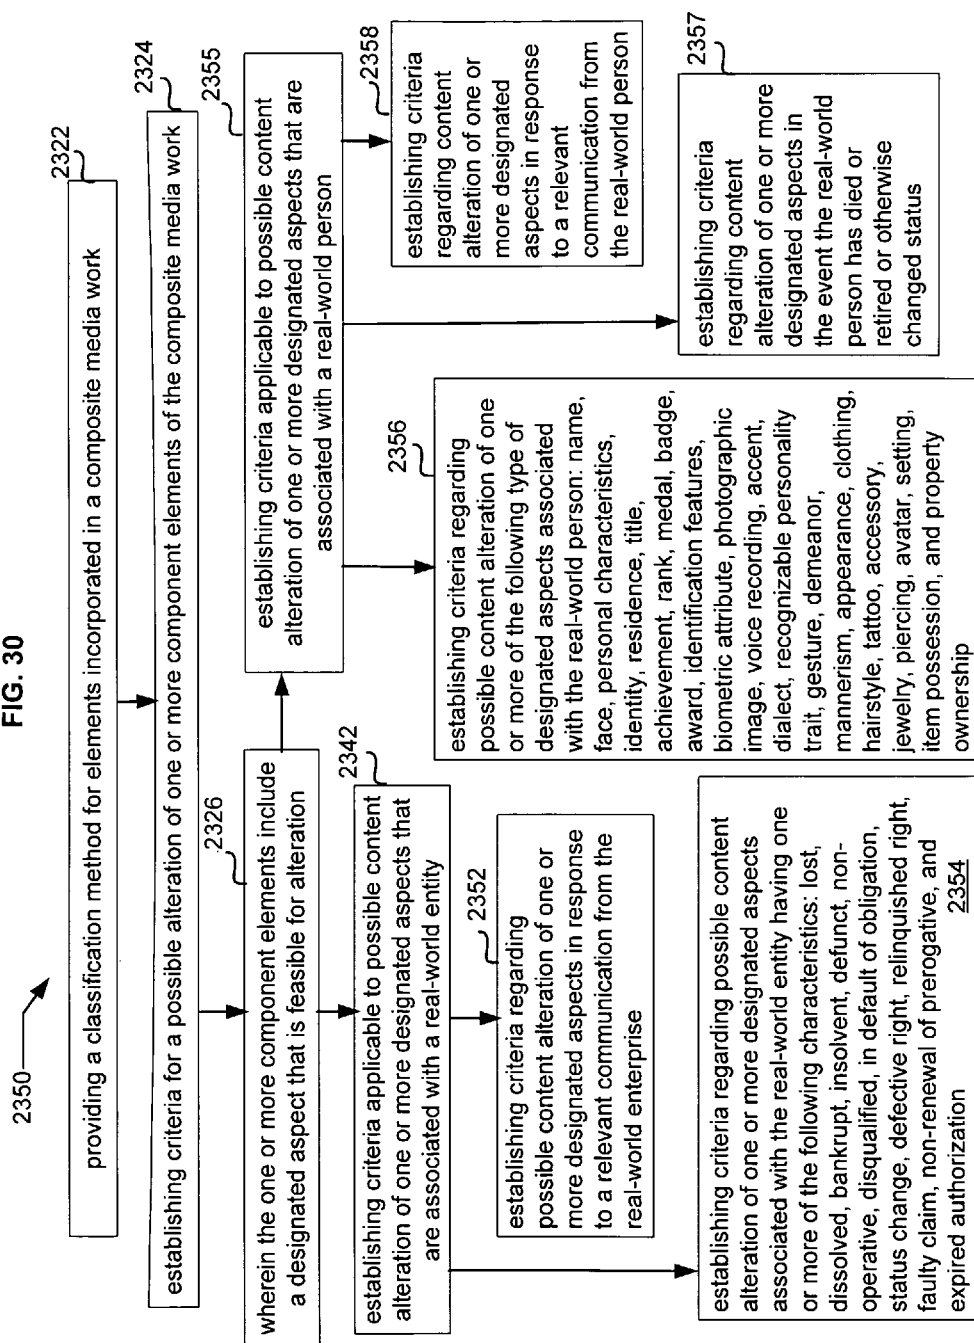 FIG. 30
2350
2322
providing a classification method for elements incorporated in a composite media work
2324
establishing criteria for a possible alteration of one or more component elements of the composite media work
2326
wherein the one or more component elements include
a designated aspect that is feasible for alteration
2355
establishing criteria applicable to possible content
alteration of one or more designated aspects that are
associated with a real-world person
2342
establishing criteria applicable to possible content
alteration of one or more designated aspects that
are associated with a real-world entity
2358
establishing criteria
regarding content
alteration of one or
more designated
aspects in response
to a relevant
communication from
the real-world person
2352
establishing criteria regarding
possible content alteration of one or
more designated aspects in response
to a relevant communication from the
real-world enterprise
2356
establishing criteria regarding
possible content alteration of one
or more of the following type of
designated aspects associated
with the real-world person: name,
face, personal characteristics,
identity, residence, title,
achievement, rank, medal, badge,
award, identification features,
biometric attribute, photographic
image, voice recording, accent,
dialect, recognizable personality
trait, gesture, demeanor,
mannerism, appearance, clothing,
hairstyle, tattoo, accessory,
jewelry, piercing, avatar, setting,
item possession, and property
ownership
2357
establishing criteria
regarding content
alteration of one or more
designated aspects in
the event the real-world
person has died or
retired or otherwise
changed status
establishing criteria regarding possible content
alteration of one or more designated aspects
associated with the real-world entity having one
or more of the following characteristics: lost,
dissolved, bankrupt, insolvent, defunct, non-
operative, disqualified, in default of obligation,
status change, defective right, relinquished right,
faulty claim, non-renewal of prerogative, and
expired authorization
2354